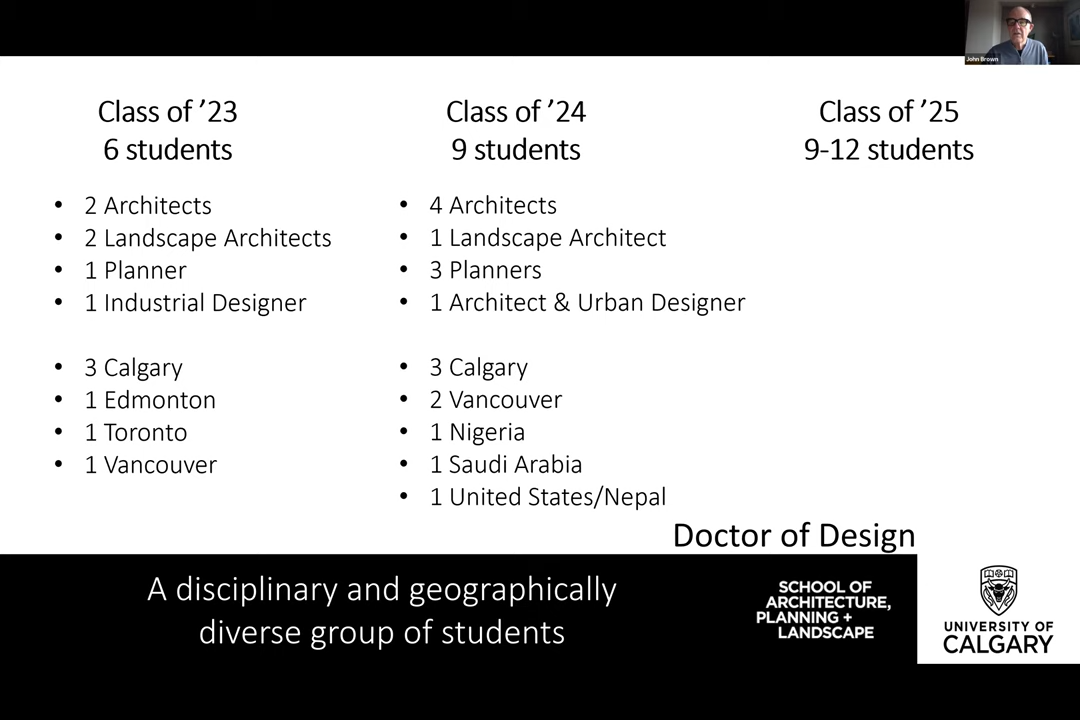 John Brown
Class of ’23
6 students
• 2 Architects
• 2 Landscape Architects
• 1 Planner
• 1 Industrial Designer
• 3 Calgary
• 1 Edmonton
• 1 Toronto
• 1 Vancouver
Class of ’24
9 students
• 4 Architects
• 1 Landscape Architect
• 3 Planners
• 1 Architect & Urban Designer
• 3 Calgary
• 2 Vancouver
• 1 Nigeria
• 1 Saudi Arabia
• 1 United States/Nepal
Class of ’25
9-12 students
Doctor of Design
A disciplinary and geographically
diverse group of students
SCHOOL OF
ARCHITECTURE,
PLANNING +
LANDSCAPE
UNIVERSITY OF
CALGARY